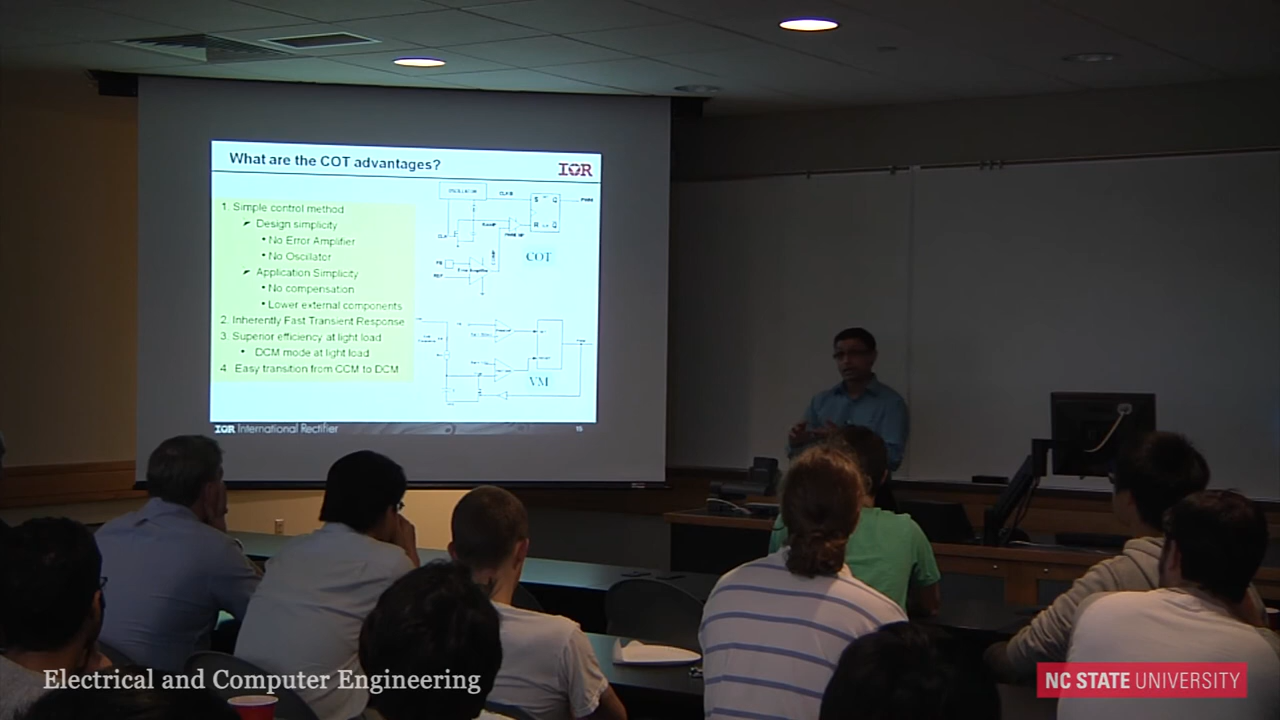 What are the COT advantages?
IOR
1. Simple control method
Design simplicity
• No Error Amplifier
• No Oscillator
Application Simplicity
• No compensation
• Lower external components
2. Inherently Fast Transient Response
3. Superior efficiency at light load
• DCM mode at light load
4. Easy transition from CCM to DCM
OSCILLATOR
S Q
R Q
COT
VM
IOR International Rectifier
15
Electrical and Computer Engineering
NC STATE UNIVERSITY